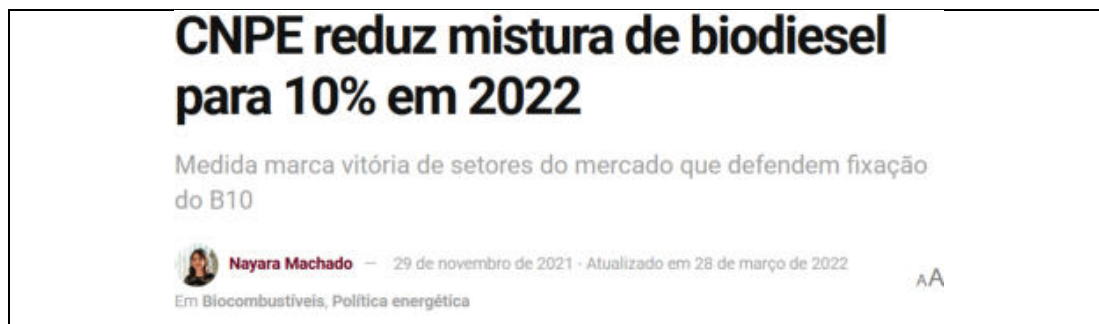 CNPE reduz mistura de biodiesel
para 10% em 2022
Medida marca vitória de setores do mercado que defendem fixação
do B10
Nayara Machado — 29 de novembro de 2021 - Atualizado em 28 de março de 2022
AA
Em Biocombustíveis, Política energética